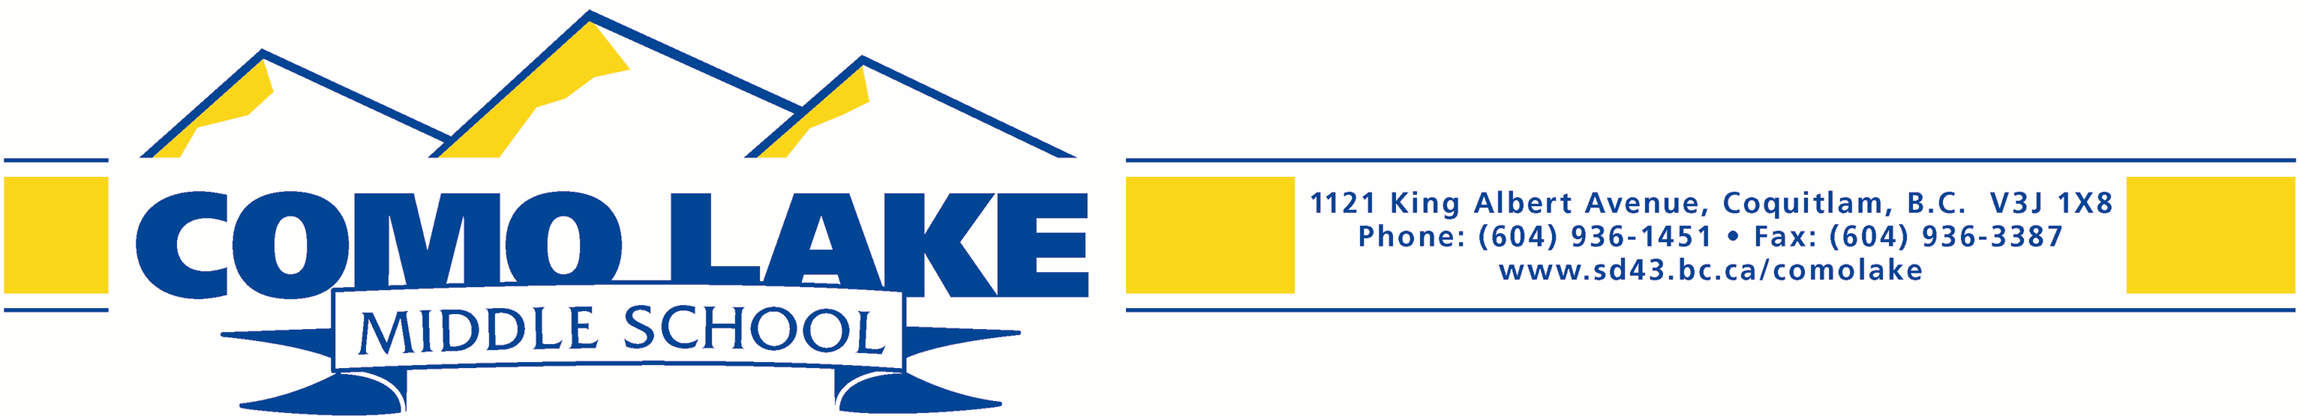 COMO LAKE
MIDDLE SCHOOL
1121 King Albert Avenue, Coquitlam, B.C.  V3J 1X8
Phone: (604) 936-1451 • Fax: (604) 936-3387
www.sd43.bc.ca/comolake